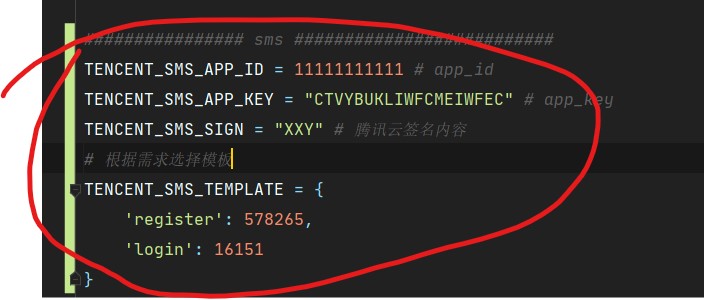 ################ sms ##########################
TENCENT_SMS_APP_ID = 11111111111 # app_id
TENCENT_SMS_APP_KEY = "CTVYBUKLIWFCMEIWFEC" # app_key
TENCENT_SMS_SIGN = "XXY" # 腾讯云签名内容
# 根据需求选择模板
TENCENT_SMS_TEMPLATE = {
    'register': 578265,
    'login': 16151
}